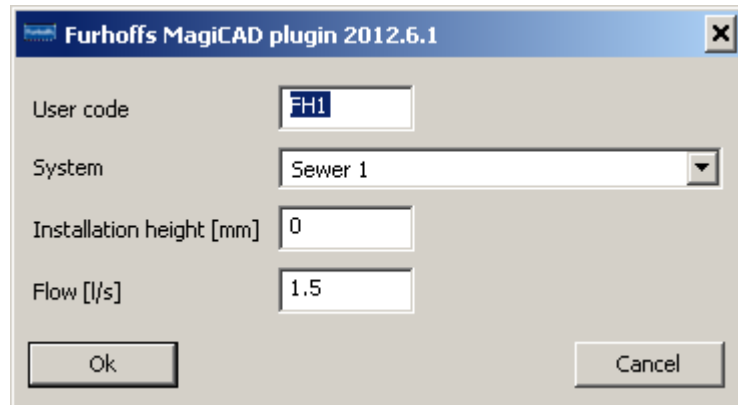 Furhoffs MagiCAD plugin 2012.6.1
User code FH1
System Sewer 1
Installation height [mm] 0
Flow [l/s] 1.5
Ok Cancel